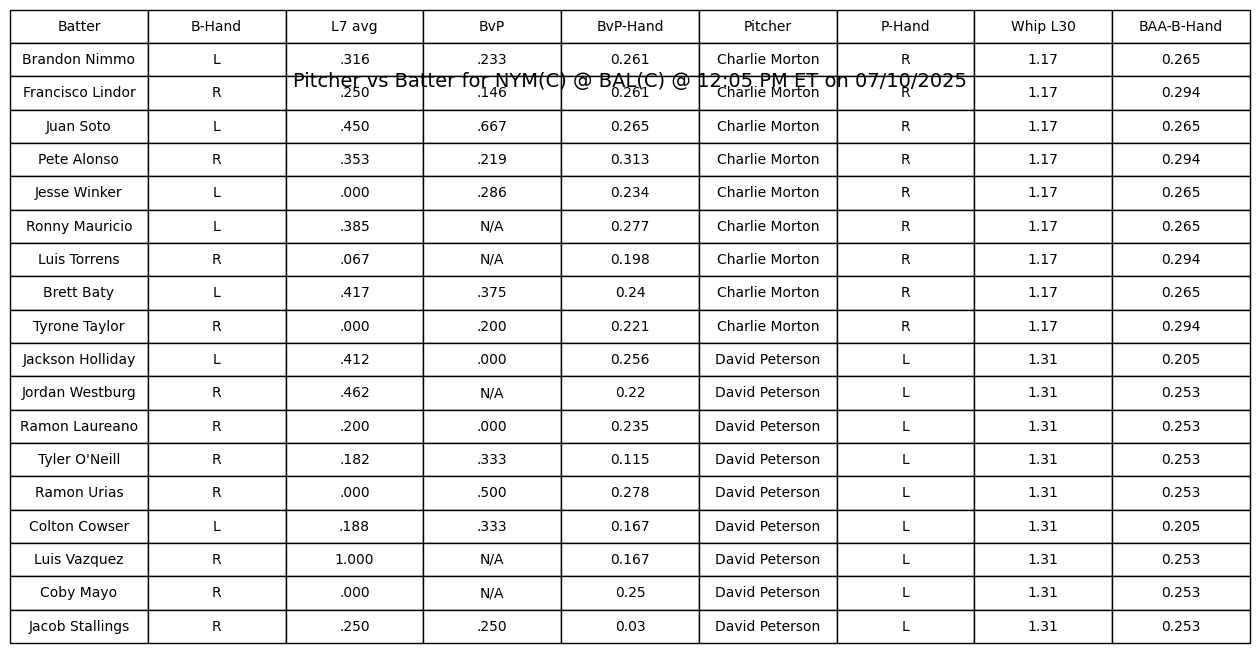 Batter B-Hand L7 avg BvP BvP-Hand Pitcher P-Hand Whip L30 BAA-B-Hand
Brandon Nimmo L .316 .233 0.261 Charlie Morton R 1.17 0.265
Pitcher vs Batter for NYM(C) @ BAL(C) @ 12:05 PM ET on 07/10/2025
Francisco Lindor R .250 .146 0.261 Charlie Morton R 1.17 0.294
Juan Soto L .450 .667 0.265 Charlie Morton R 1.17 0.265
Pete Alonso R .353 .219 0.313 Charlie Morton R 1.17 0.294
Jesse Winker L .000 .286 0.234 Charlie Morton R 1.17 0.265
Ronny Mauricio L .385 N/A 0.277 Charlie Morton R 1.17 0.265
Luis Torrens R .067 N/A 0.198 Charlie Morton R 1.17 0.294
Brett Baty L .417 .375 0.24 Charlie Morton R 1.17 0.265
Tyrone Taylor R .000 .200 0.221 Charlie Morton R 1.17 0.294
Jackson Holliday L .412 .000 0.256 David Peterson L 1.31 0.205
Jordan Westburg R .462 N/A 0.22 David Peterson L 1.31 0.253
Ramon Laureano R .200 .000 0.235 David Peterson L 1.31 0.253
Tyler O'Neill R .182 .333 0.115 David Peterson L 1.31 0.253
Ramon Urias R .000 .500 0.278 David Peterson L 1.31 0.253
Colton Cowser L .188 .333 0.167 David Peterson L 1.31 0.205
Luis Vazquez R 1.000 N/A 0.167 David Peterson L 1.31 0.253
Coby Mayo R .000 N/A 0.25 David Peterson L 1.31 0.253
Jacob Stallings R .250 .250 0.03 David Peterson L 1.31 0.253